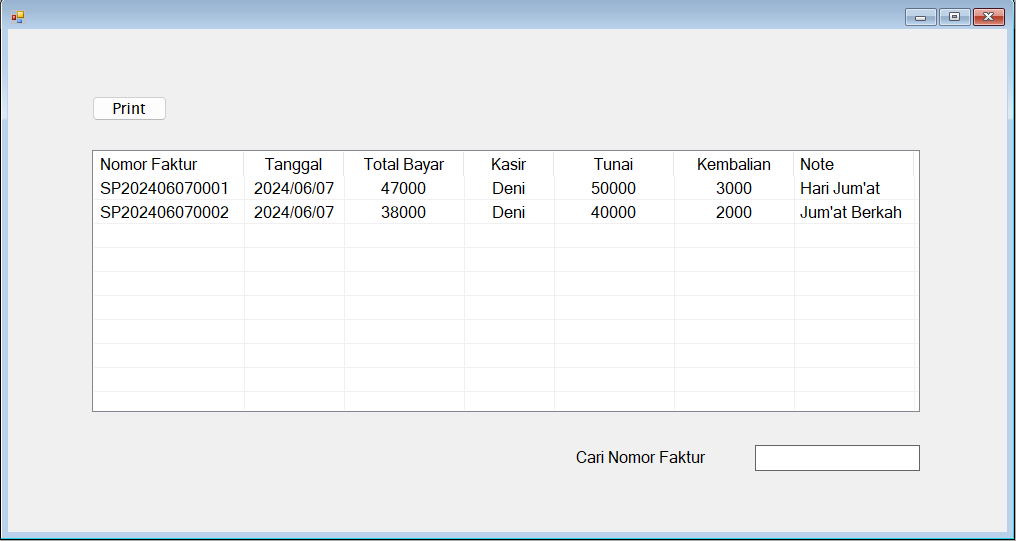 Print
Nomor Faktur Tanggal Total Bayar Kasir Tunai Kembalian Note
SP202406070001 2024/06/07 47000 Deni 50000 3000 Hari Jum'at
SP202406070002 2024/06/07 38000 Deni 40000 2000 Jum'at Berkah
Cari Nomor Faktur